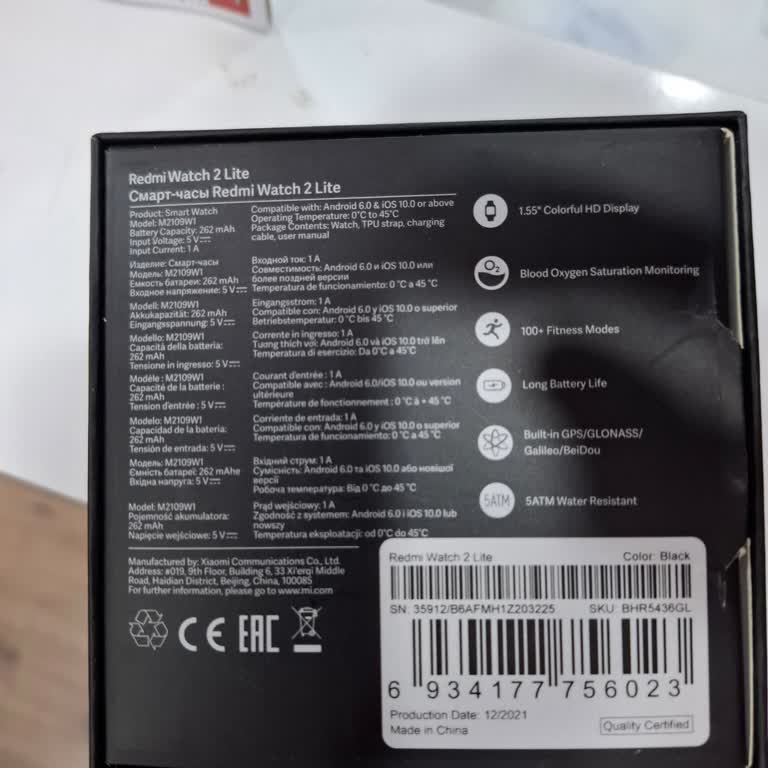 Redmi Watch 2 Lite
Смарт-часы Redmi Watch 2 Lite
Product: Smart Watch
Model: M2109W1
Battery Capacity: 262 mAh
Input Voltage: 5 V
Input Current: 1 A
Compatible with: Android 6.0 & iOS 10.0 or above
Operating Temperature: 0°C to 45°C
Package Contents: Watch, TPU strap, charging
cable, user manual
Изделие: Смарт-часы
Модель: M2109W1
Емкость батареи: 262 mAh
Входное напряжение: 5 V
Входной ток: 1 A
Совместимость: Android 6.0 и iOS 10.0 или
более поздней версии
Temperatura de funcionamiento: 0 °C a 45 °C
Modell: M2109W1
Akkukapazität: 262 mAh
Eingangsspannung: 5 V
Eingangsstrom: 1 A
Compatible con: Android 6.0 y iOS 10.0 o superior
Betriebstemperatur: 0 °C bis 45 °C
Modello: M2109W1
Capacità della batteria:
262 mAh
Tensione in ingresso: 5 V
Corrente in ingresso: 1 A
Tương thích với: Android 6.0 và iOS 10.0 trở lên
Temperatura di esercizio: Da 0°C a 45°C
Modèle : M2109W1
Capacité de la batterie :
262 mAh
Tension d'entrée : 5 V
Courant d'entrée : 1 A
Compatible avec : Android 6.0/iOS 10.0 ou version
ultérieure
Température de fonctionnement : 0 °C à + 45 °C
Modelo: M2109W1
Capacidad de la batería:
262 mAh
Tensión de entrada: 5 V
Corriente de entrada: 1 A
Compatible con: Android 6.0 y iOS 10.0 o superior
Temperatura de funcionamiento: 0 °C a 45 °C
Модель: M2109W1
Ємність батареї: 262 mAhe
Вхідна напруга: 5 V
Вхідний струм: 1 A
Сумісність: Android 6.0 та iOS 10.0 або новішої
версії
Робоча температура: Від 0 °C до 45 °C
Model: M2109W1
Pojemność akumulatora:
262 mAh
Napięcie wejściowe: 5 V
Prąd wejściowy: 1 A
Zgodność z systemem: Android 6.0 i iOS 10.0 lub
nowszy
Temperatura eksploatacji: od 0°C do 45°C
Manufactured by: Xiaomi Communications Co., Ltd.
Address: #019, 9th Floor, Building 6, 33 Xi'erqi Middle
Road, Haidian District, Beijing, China, 100085
For further information, please go to www.mi.com
CE EAC
1.55" Colorful HD Display
O2
Blood Oxygen Saturation Monitoring
100+ Fitness Modes
Long Battery Life
Built-in GPS/GLONASS/
Galileo/BeiDou
5ATM
5ATM Water Resistant
Redmi Watch 2 Lite Color: Black
SN: 35912/B6AFMH1Z203225 SKU: BHR5436GL
6 934177 756023
Production Date: 12/2021
Made in China
Quality Certified